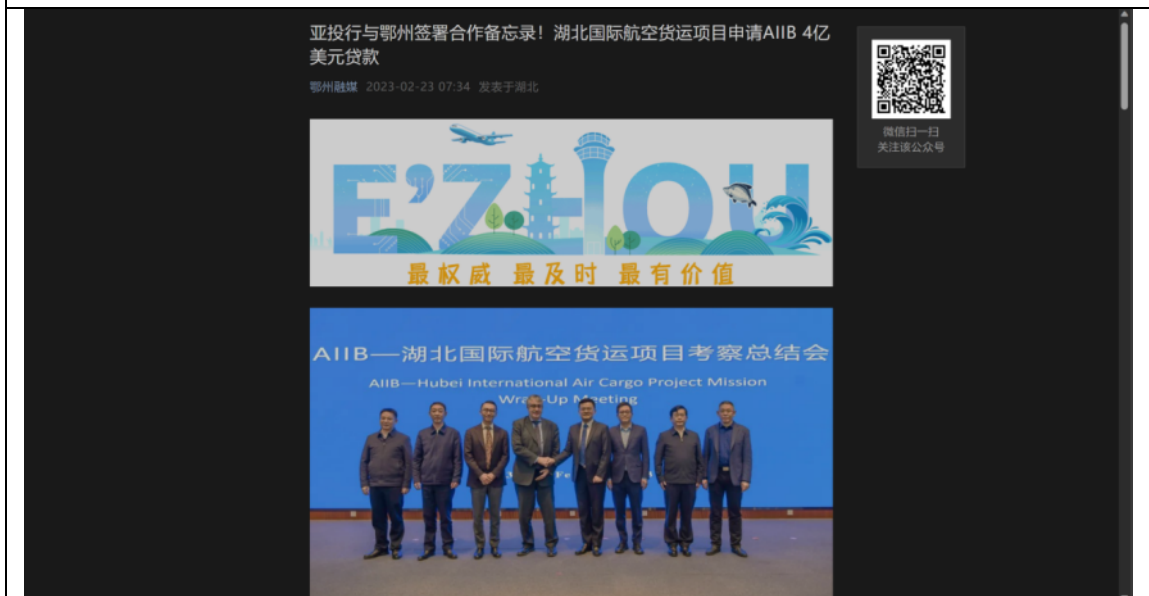 亚投行与鄂州签署合作备忘录！湖北国际航空货运项目申请AIIB 4亿
美元贷款
鄂州融媒 2023-02-23 07:34 发表于湖北
微信扫一扫
关注该公众号
E'ZHOU
最权威 最及时 最有价值
AIIB—湖北国际航空货运项目考察总结会
AIIB—Hubei International Air Cargo Project Mission
Meeting